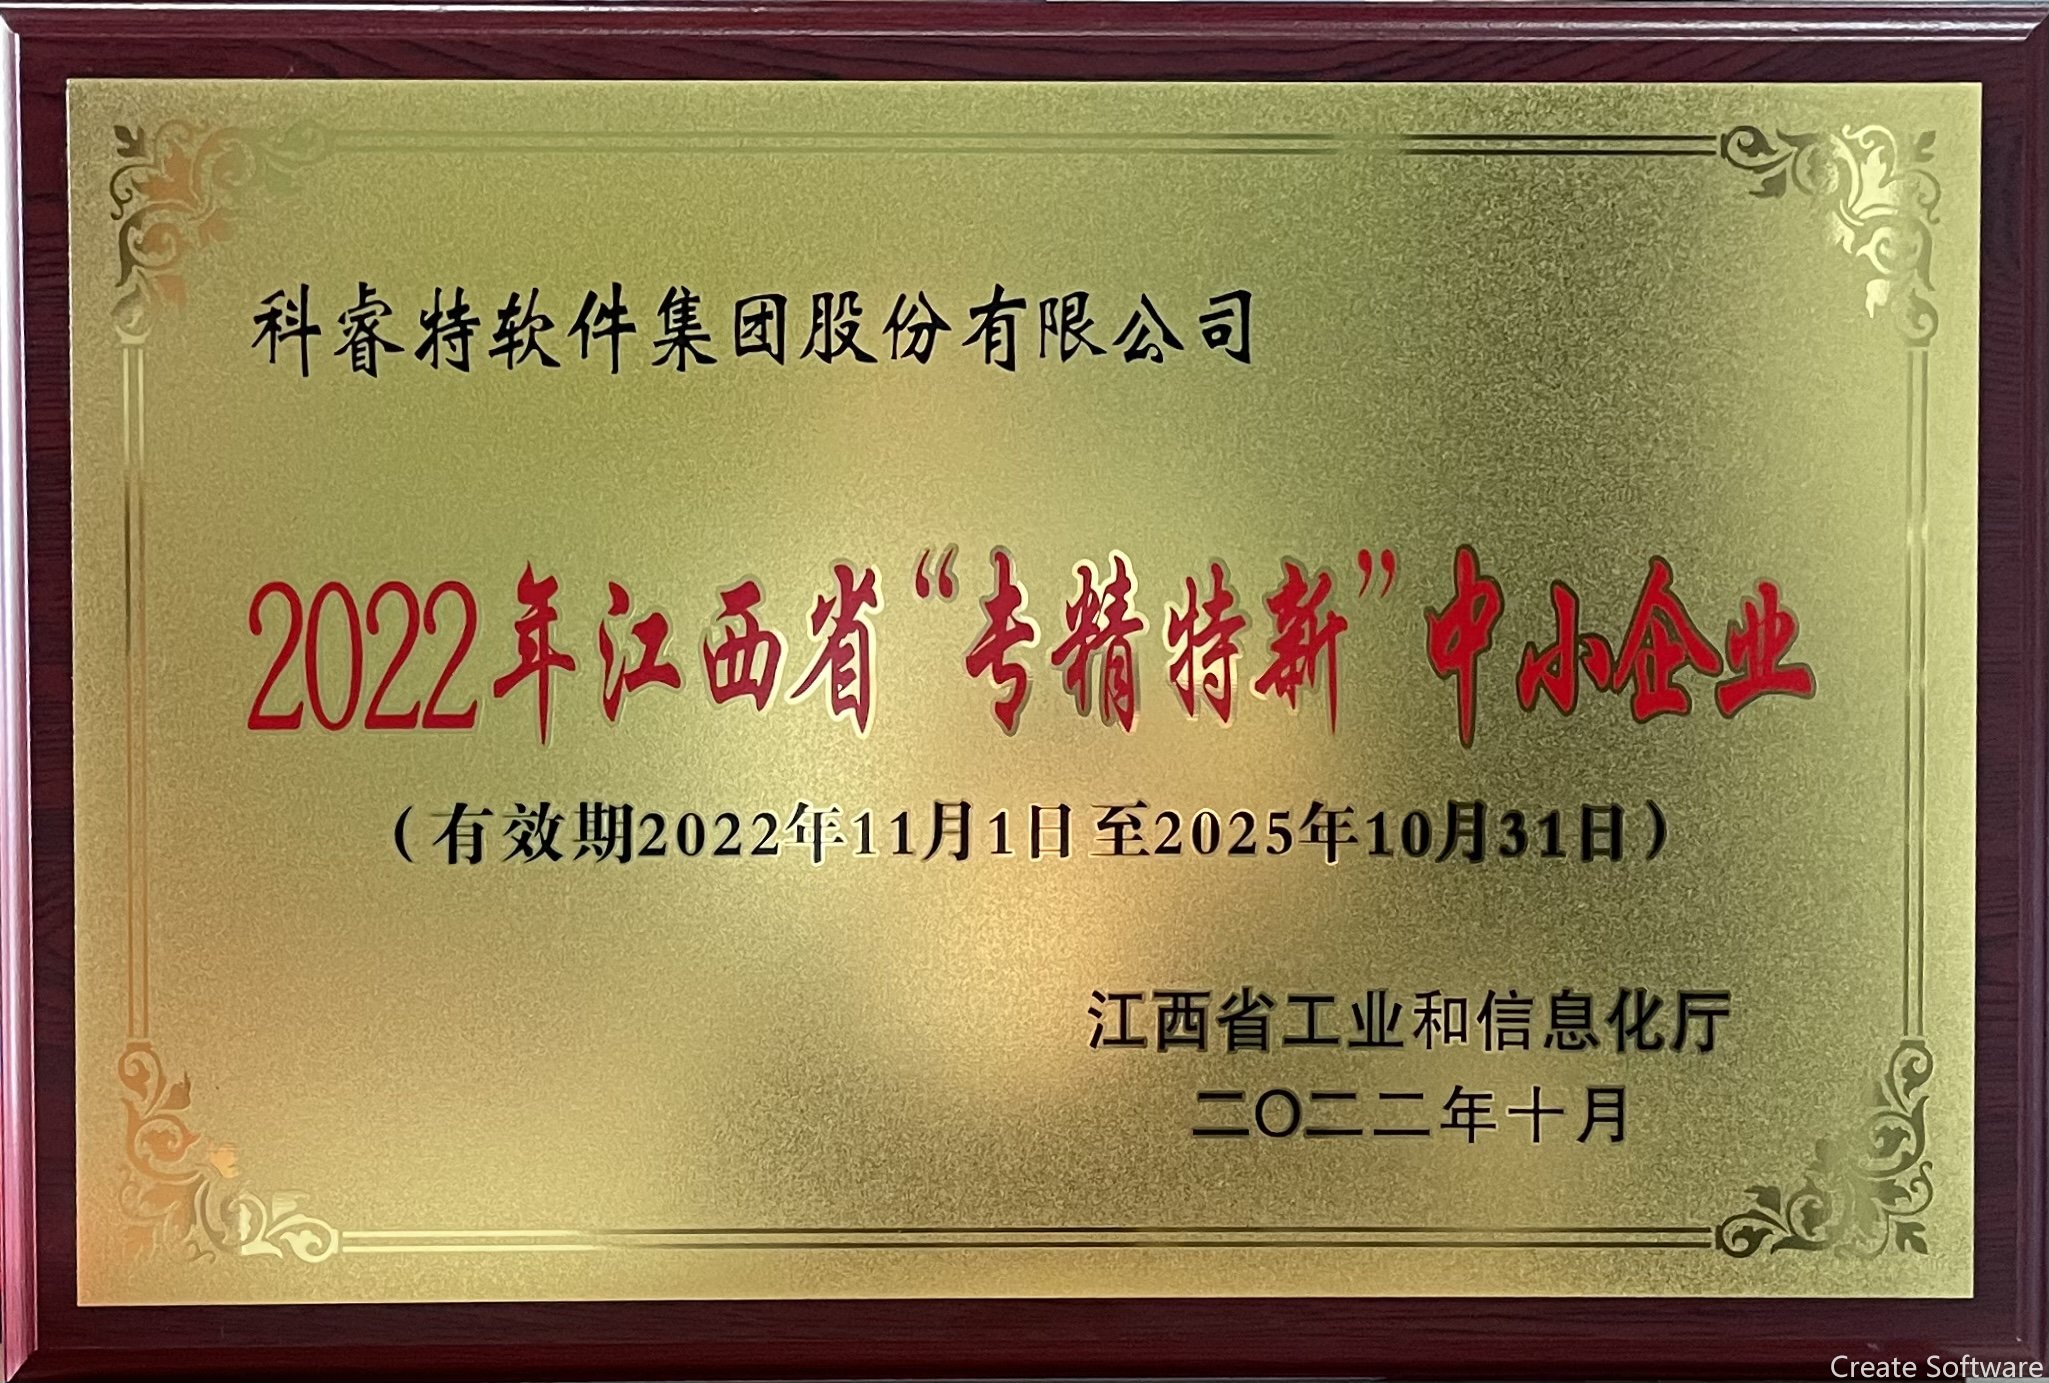 科睿特软件集团股份有限公司
2022年江西省“专精特新”中小企业
（有效期2022年11月1日至2025年10月31日）
江西省工业和信息化厅
二〇二二年十月
Create Software